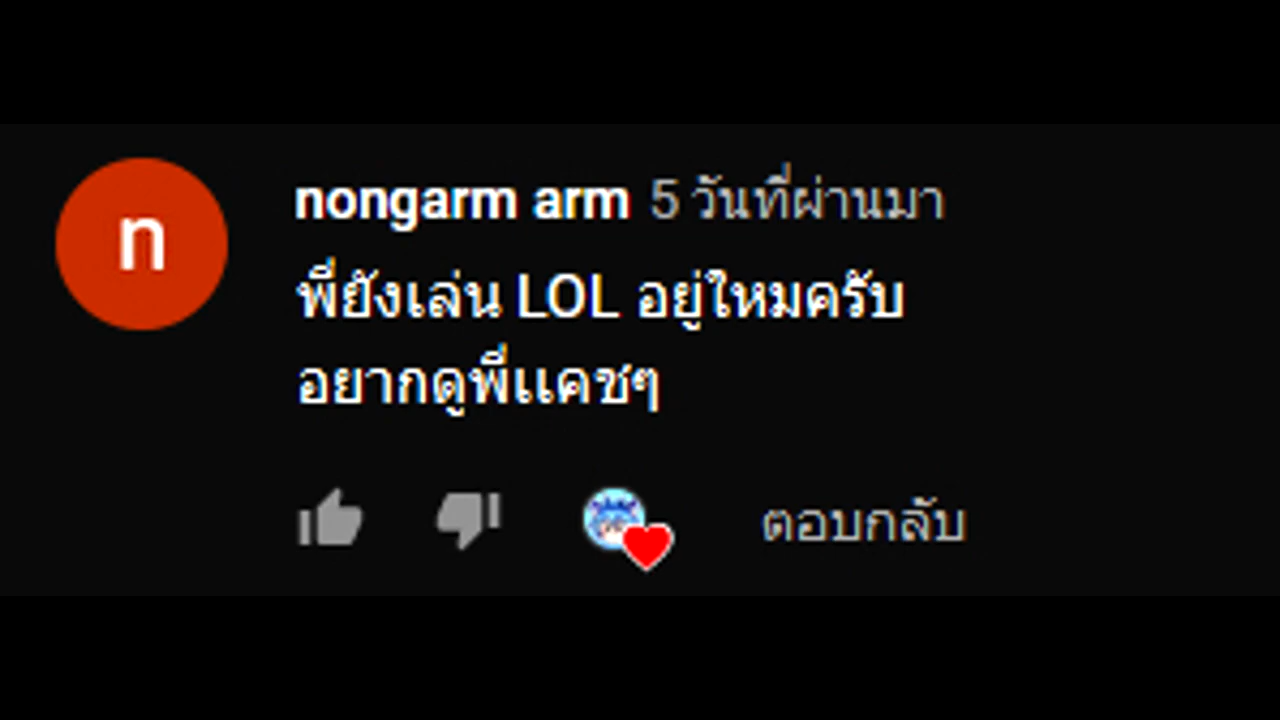 n
nongarm arm 5 วันที่ผ่านมา
พี่ยังเล่น LOL อยู่ใหมครับ
อยากดูพี่แคชๆ
ตอบกลับ